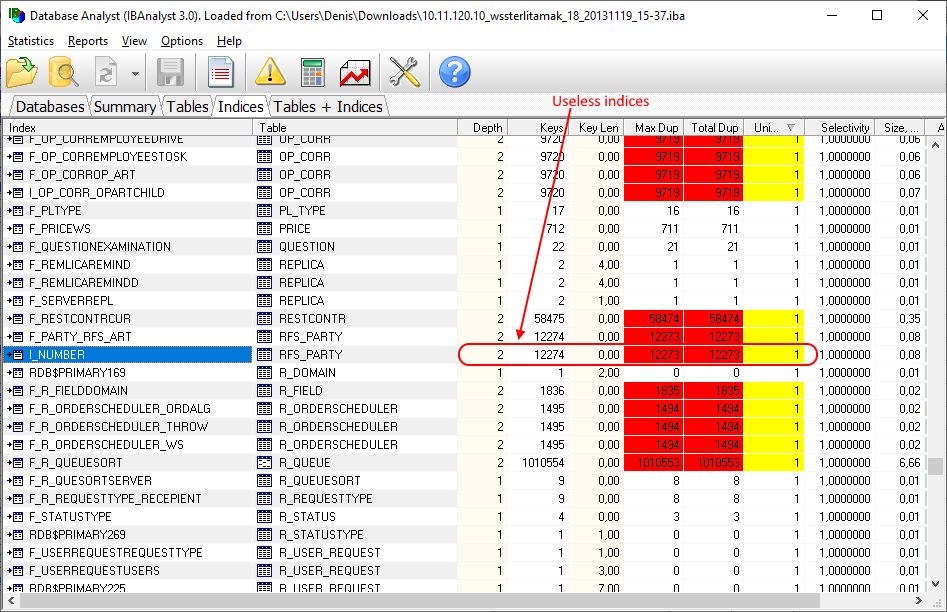 Database Analyst (IBAnalyst 3.0). Loaded from C:\Users\Denis\Downloads\10.11.120.10_wssterlitamak_18_20131119_15-37.iba
Statistics Reports View Options Help
Databases Summary Tables Indices Tables + Indices
Useless indices
Index Table Depth Keys Key Len Max Dup Total Dup Uni... Selectivity Size, ... A
F_OP_CORREMPLOYEEDRIVE OP_CORR 2 9720 0,00 9719 9719 1 1,0000000 0,06
F_OP_CORREMPLOYEESTOSK OP_CORR 2 9720 0,00 9719 9719 1 1,0000000 0,06
F_OP_CORROP_ART OP_CORR 2 9720 0,00 9719 9719 1 1,0000000 0,06
I_OP_CORR_OPARTCHILD OP_CORR 2 9720 0,00 9719 9719 1 1,0000000 0,07
F_PLTYPE PL_TYPE 1 17 0,00 16 16 1 1,0000000 0,01
F_PRICEWS PRICE 1 712 0,00 711 711 1 1,0000000 0,01
F_QUESTIONEXAMINATION QUESTION 1 22 0,00 21 21 1 1,0000000 0,01
F_REMLICAREMIND REPLICA 1 2 4,00 1 1 1 1,0000000 0,01
F_REMLICAREMINDD REPLICA 1 2 4,00 1 1 1 1,0000000 0,01
F_SERVERREPL REPLICA 1 2 1,00 1 1 1 1,0000000 0,01
F_RESTCONTRCUR RESTCONTR 2 58475 0,00 58474 58474 1 1,0000000 0,35
F_PARTY_RFS_ART RFS_PARTY 2 12274 0,00 12273 12273 1 1,0000000 0,08
I_NUMBER RFS_PARTY 2 12274 0,00 12273 12273 1 1,0000000 0,08
RDB$PRIMARY169 R_DOMAIN 1 1 2,00 0 0 1 1,0000000 0,01
F_R_FIELDDOMAIN R_FIELD 2 1836 0,00 1835 1835 1 1,0000000 0,02
F_R_ORDERSCHEDULER_ORDALG R_ORDERSCHEDULER 2 1495 0,00 1494 1494 1 1,0000000 0,02
F_R_ORDERSCHEDULER_THROW R_ORDERSCHEDULER 2 1495 0,00 1494 1494 1 1,0000000 0,02
F_R_ORDERSCHEDULER_WS R_ORDERSCHEDULER 2 1495 0,00 1494 1494 1 1,0000000 0,02
F_R_QUEUESORT R_QUEUE 2 1010554 0,00 1010553 1010553 1 1,0000000 6,66
F_R_QUESORTSERVER R_QUEUESORT 1 9 0,00 8 8 1 1,0000000 0,01
F_R_REQUESTTYPE_RECEPIENT R_REQUESTTYPE 1 9 0,00 8 8 1 1,0000000 0,01
F_STATUSTYPE R_STATUS 1 4 0,00 3 3 1 1,0000000 0,01
RDB$PRIMARY269 R_STATUSTYPE 1 1 1,00 0 0 1 1,0000000 0,01
F_USERREQUESTREQUESTTYPE R_USER_REQUEST 1 1 1,00 0 0 1 1,0000000 0,01
F_USERREQUESTUSERS R_USER_REQUEST 1 1 3,00 0 0 1 1,0000000 0,01
RDB$PRIMARY225 R_USER_REQUEST 1 1 7,00 0 0 1 1,0000000 0,01